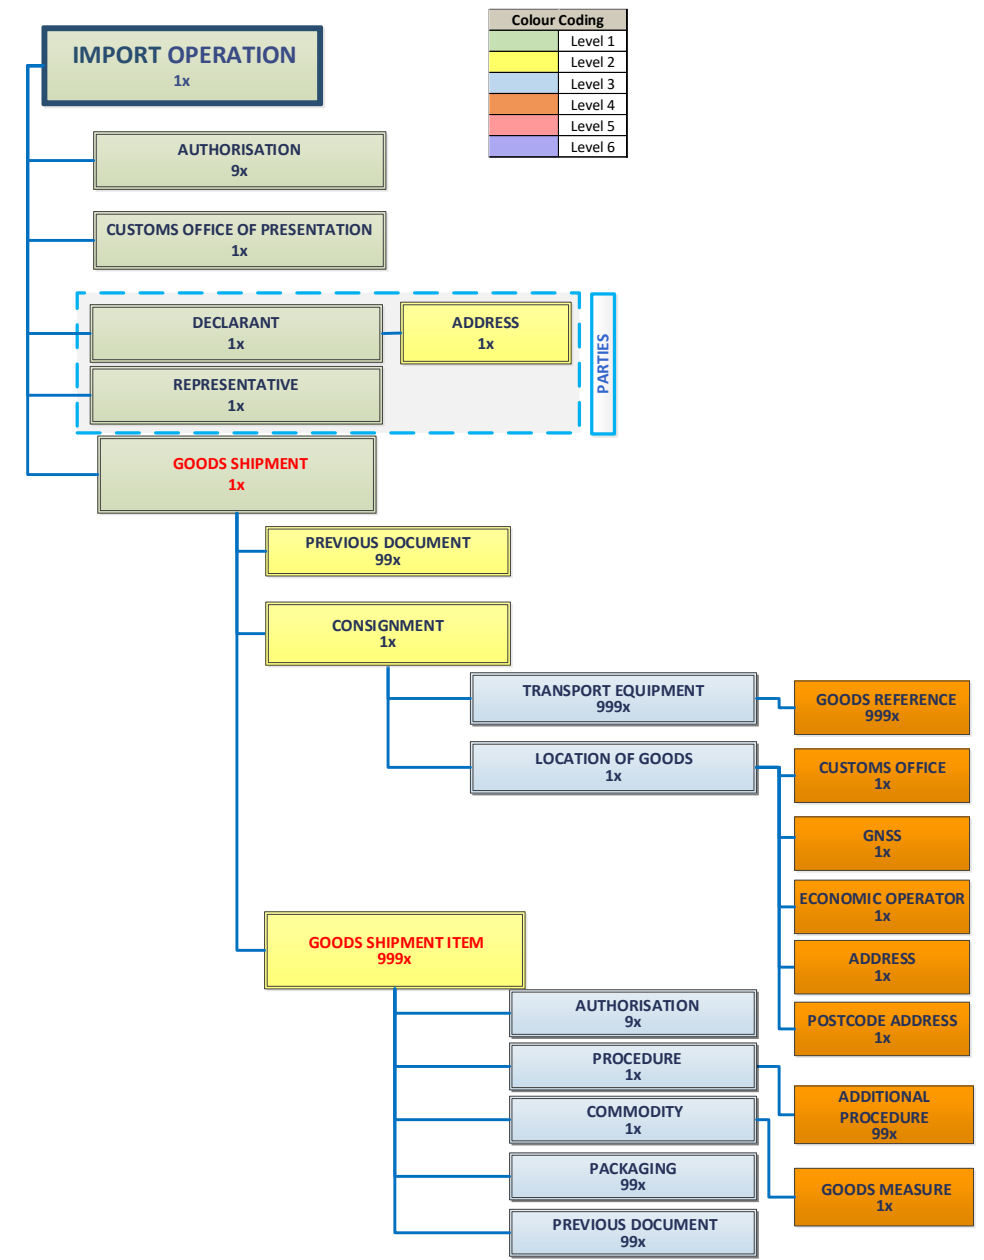 Colour Coding
Level 1
Level 2
Level 3
Level 4
Level 5
Level 6
IMPORT OPERATION
1x
AUTHORISATION
9x
CUSTOMS OFFICE OF PRESENTATION
1x
DECLARANT
1x
ADDRESS
1x
PARTIES
REPRESENTATIVE
1x
GOODS SHIPMENT
1x
PREVIOUS DOCUMENT
99x
CONSIGNMENT
1x
TRANSPORT EQUIPMENT
999x
GOODS REFERENCE
999x
LOCATION OF GOODS
1x
CUSTOMS OFFICE
1x
GNSS
1x
ECONOMIC OPERATOR
1x
ADDRESS
1x
POSTCODE ADDRESS
1x
GOODS SHIPMENT ITEM
999x
AUTHORISATION
9x
PROCEDURE
1x
ADDITIONAL
PROCEDURE
99x
COMMODITY
1x
GOODS MEASURE
1x
PACKAGING
99x
PREVIOUS DOCUMENT
99x